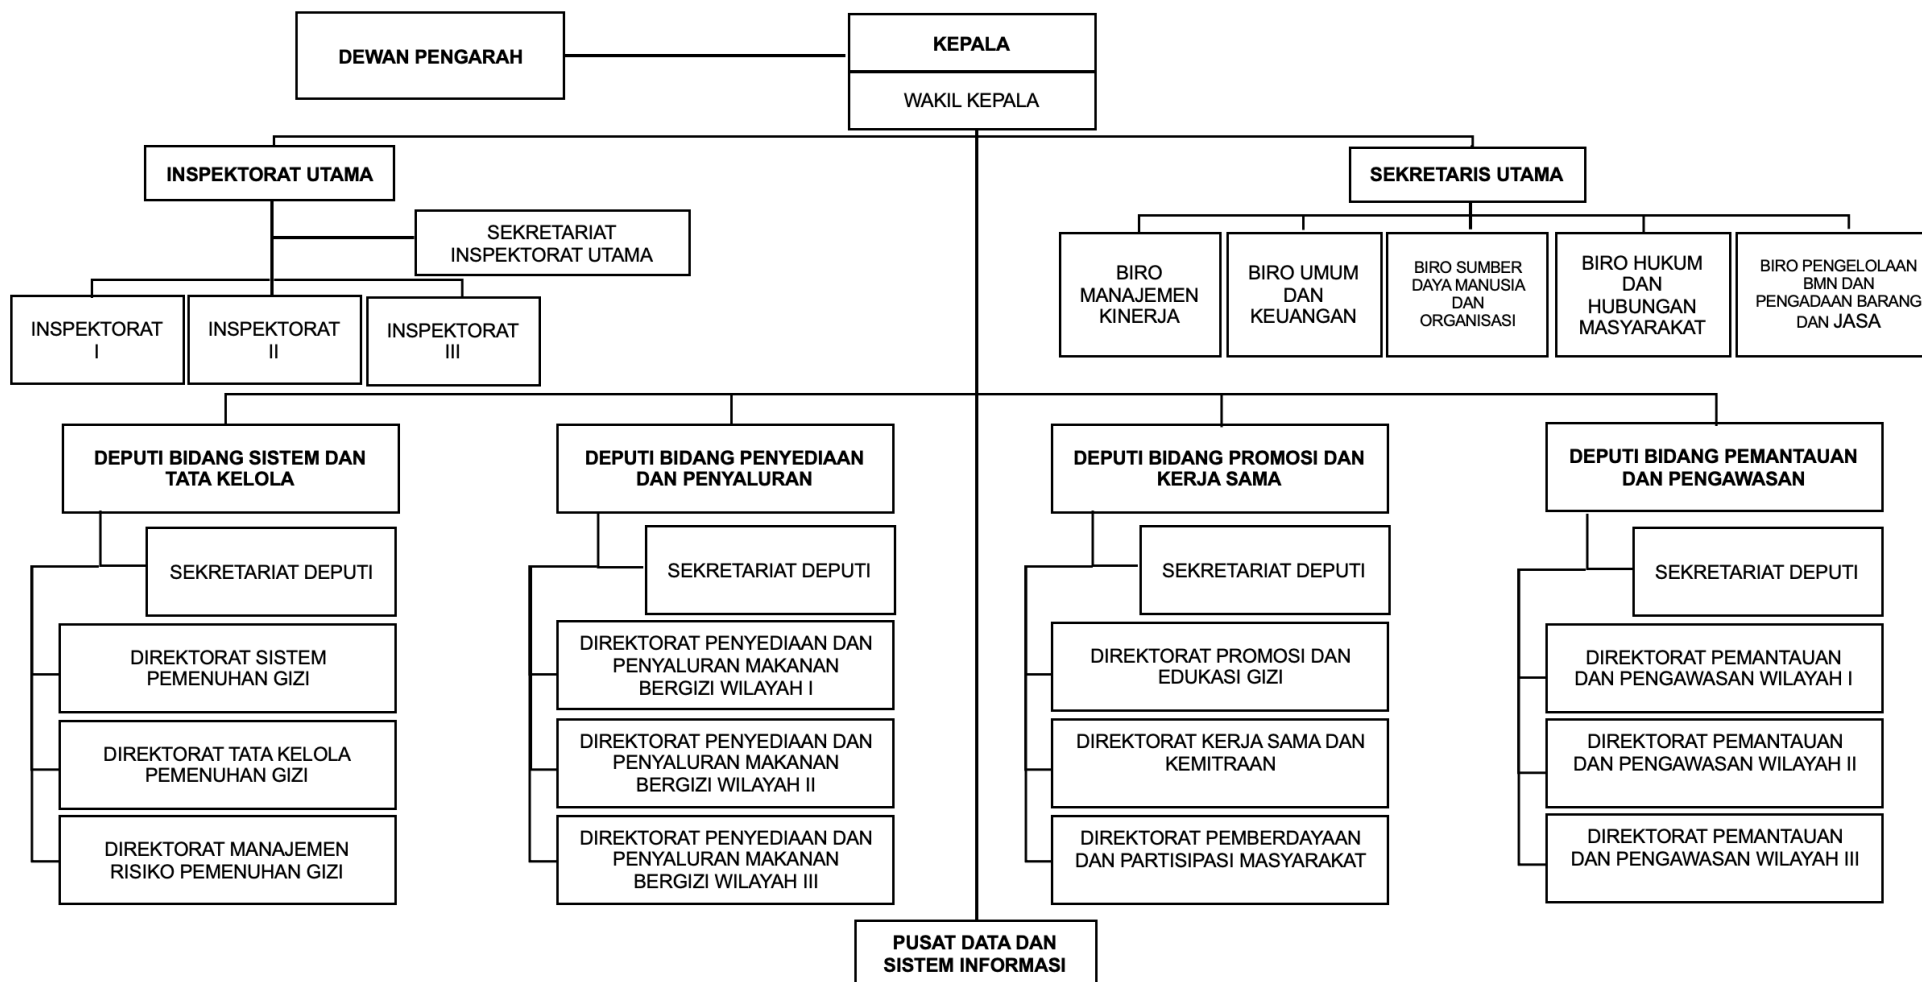 DEWAN PENGARAH
KEPALA
WAKIL KEPALA
INSPEKTORAT UTAMA
SEKRETARIS UTAMA
SEKRETARIAT
INSPEKTORAT UTAMA
INSPEKTORAT
I
INSPEKTORAT
II
INSPEKTORAT
III
BIRO
MANAJEMEN
KINERJA
BIRO UMUM
DAN
KEUANGAN
BIRO SUMBER
DAYA MANUSIA
DAN
ORGANISASI
BIRO HUKUM
DAN
HUBUNGAN
MASYARAKAT
BIRO PENGELOLAAN
BMN DAN
PENGADAAN BARANG
DAN JASA
DEPUTI BIDANG SISTEM DAN
TATA KELOLA
SEKRETARIAT DEPUTI
DIREKTORAT SISTEM
PEMENUHAN GIZI
DIREKTORAT TATA KELOLA
PEMENUHAN GIZI
DIREKTORAT MANAJEMEN
RISIKO PEMENUHAN GIZI
DEPUTI BIDANG PENYEDIAAN
DAN PENYALURAN
SEKRETARIAT DEPUTI
DIREKTORAT PENYEDIAAN DAN
PENYALURAN MAKANAN
BERGIZI WILAYAH I
DIREKTORAT PENYEDIAAN DAN
PENYALURAN MAKANAN
BERGIZI WILAYAH II
DIREKTORAT PENYEDIAAN DAN
PENYALURAN MAKANAN
BERGIZI WILAYAH III
DEPUTI BIDANG PROMOSI DAN
KERJA SAMA
SEKRETARIAT DEPUTI
DIREKTORAT PROMOSI DAN
EDUKASI GIZI
DIREKTORAT KERJA SAMA DAN
KEMITRAAN
DIREKTORAT PEMBERDAYAAN
DAN PARTISIPASI MASYARAKAT
DEPUTI BIDANG PEMANTAUAN
DAN PENGAWASAN
SEKRETARIAT DEPUTI
DIREKTORAT PEMANTAUAN
DAN PENGAWASAN WILAYAH I
DIREKTORAT PEMANTAUAN
DAN PENGAWASAN WILAYAH II
DIREKTORAT PEMANTAUAN
DAN PENGAWASAN WILAYAH III
PUSAT DATA DAN
SISTEM INFORMASI